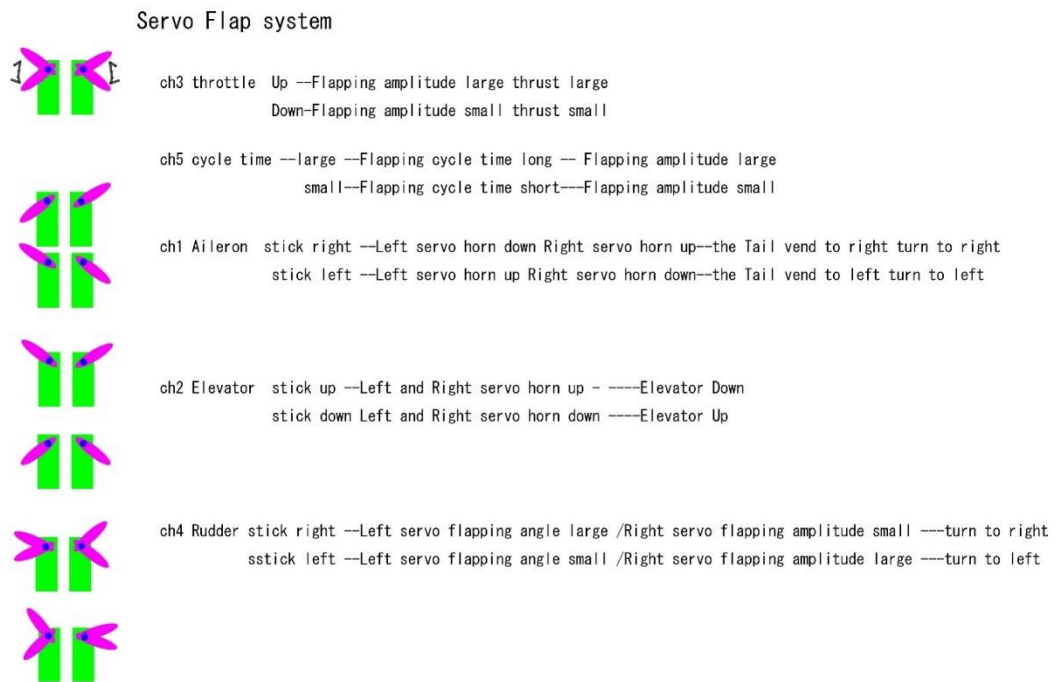 Servo Flap system
ch3 throttle Up --Flapping amplitude large thrust large
Down-Flapping amplitude small thrust small
ch5 cycle time --large --Flapping cycle time long -- Flapping amplitude large
small--Flapping cycle time short---Flapping amplitude small
ch1 Aileron stick right --Left servo horn down Right servo horn up--the Tail vend to right turn to right
stick left --Left servo horn up Right servo horn down--the Tail vend to left turn to left
ch2 Elevator stick up --Left and Right servo horn up - ----Elevator Down
stick down Left and Right servo horn down ----Elevator Up
ch4 Rudder stick right --Left servo flapping angle large /Right servo flapping amplitude small ---turn to right
sstick left --Left servo flapping angle small /Right servo flapping amplitude large ---turn to left